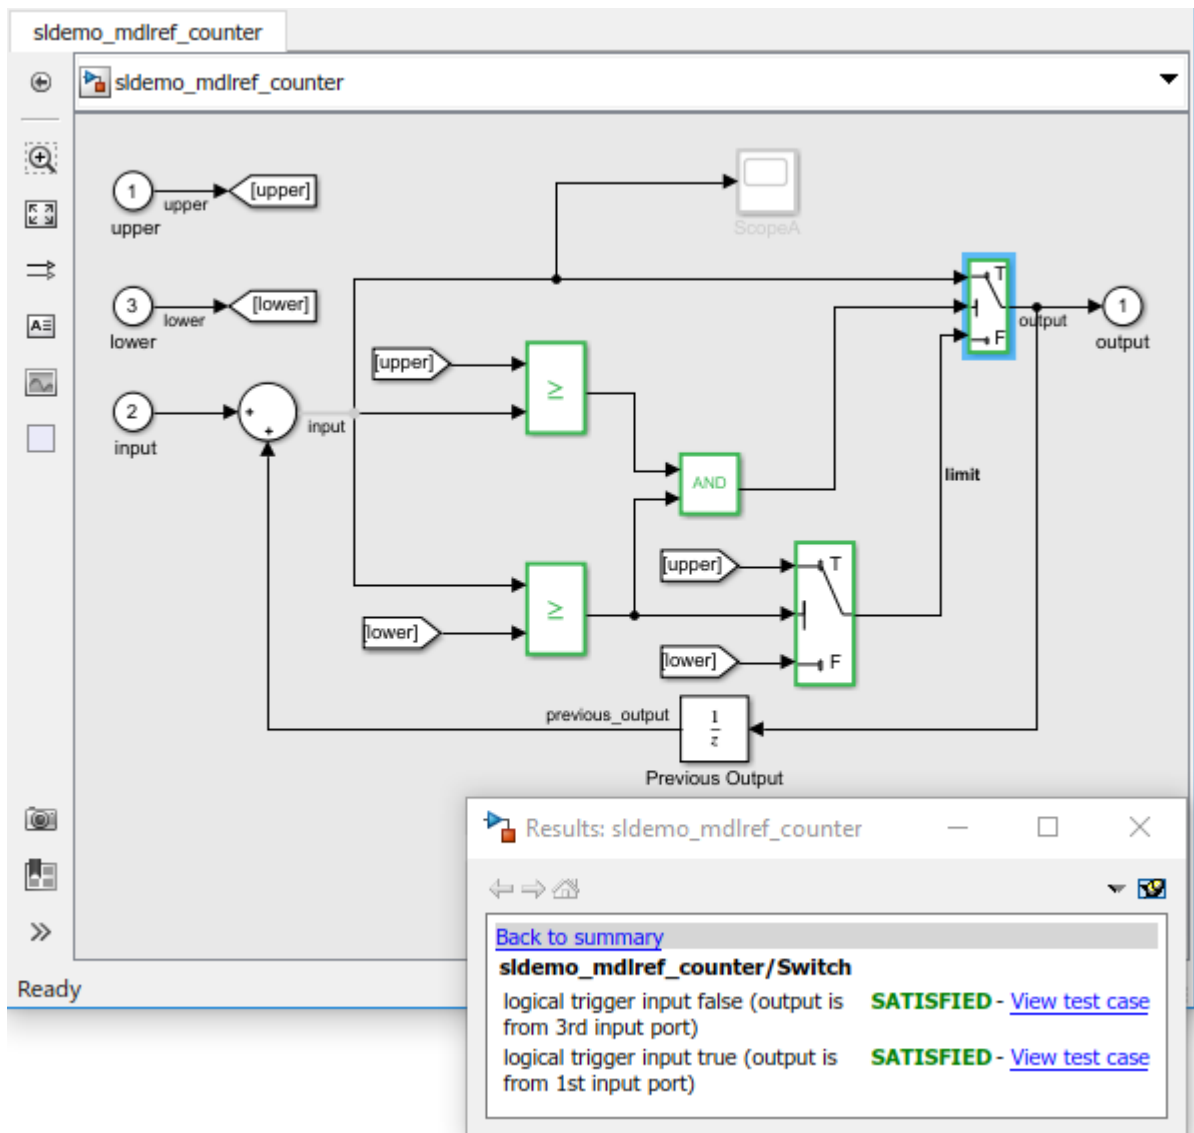 sldemo_mdlref_counter
sldemo_mdlref_counter
1
upper
[upper]
upper
ScopeA
3
lower
[lower]
lower
T
F
output
1
output
[upper]
≥
2
input
+
+
input
AND
limit
[upper]
T
≥
[lower]
[lower]
F
previous_output
1
z
Previous Output
Results: sldemo_mdlref_counter
Back to summary
sldemo_mdlref_counter/Switch
logical trigger input false (output is SATISFIED - View test case
from 3rd input port)
logical trigger input true (output is SATISFIED - View test case
from 1st input port)
Ready